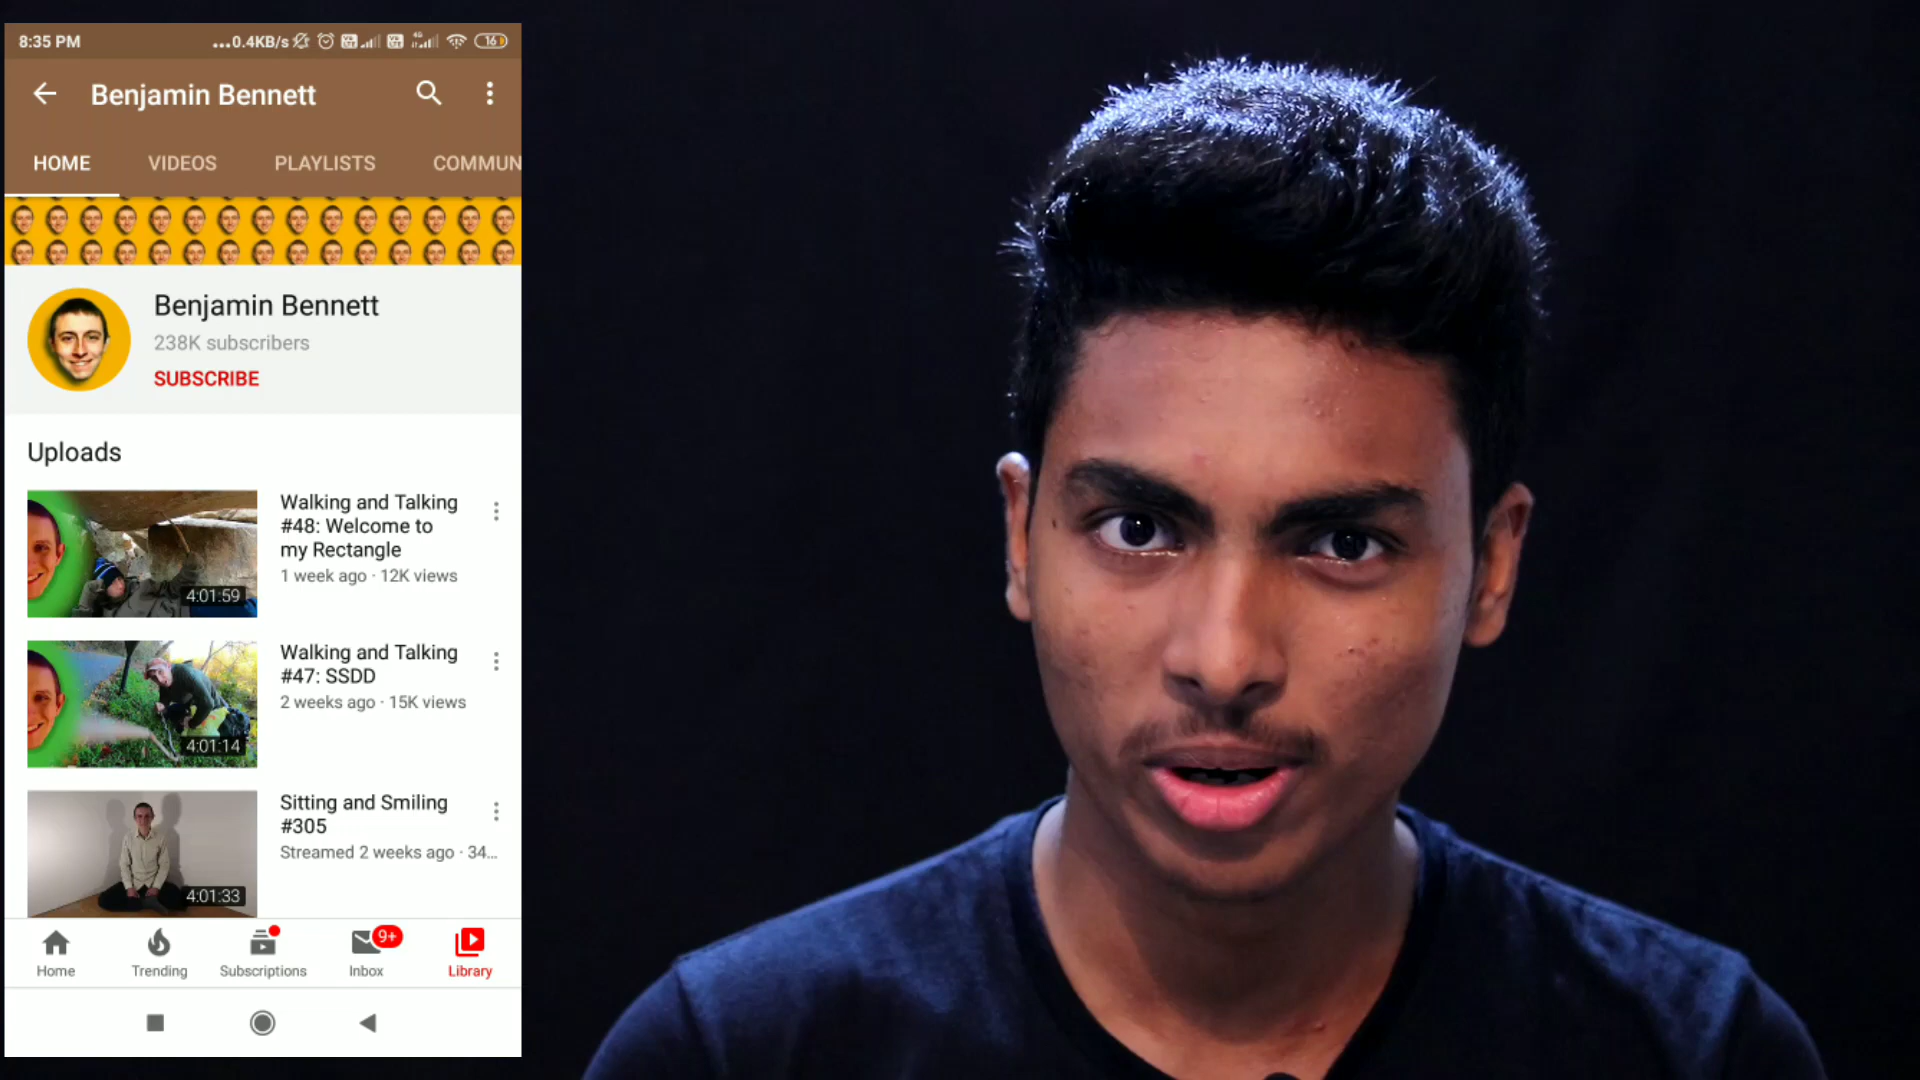 8:35 PM ...0.4KB/s 4G 16
Benjamin Bennett
HOME VIDEOS PLAYLISTS COMMUN
Benjamin Bennett
238K subscribers
SUBSCRIBE
Uploads
Walking and Talking
#48: Welcome to
my Rectangle
1 week ago · 12K views
4:01:59
Walking and Talking
#47: SSDD
2 weeks ago · 15K views
4:01:14
Sitting and Smiling
#305
Streamed 2 weeks ago · 34...
4:01:33
9+
Home Trending Subscriptions Inbox Library